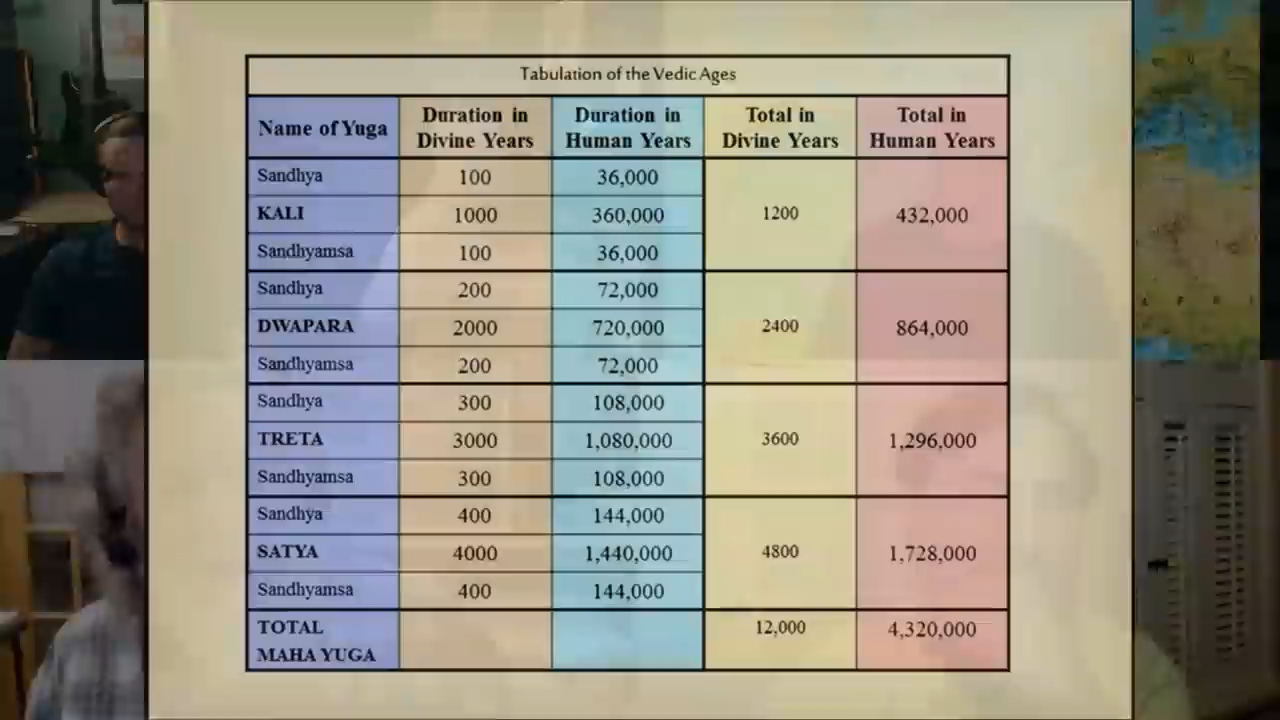 Tabulation of the Vedic Ages
Name of Yuga
Duration in Divine Years
Duration in Human Years
Total in Divine Years
Total in Human Years
Sandhya 100 36,000
KALI 1000 360,000 1200 432,000
Sandhyamsa 100 36,000
Sandhya 200 72,000
DWAPARA 2000 720,000 2400 864,000
Sandhyamsa 200 72,000
Sandhya 300 108,000
TRETA 3000 1,080,000 3600 1,296,000
Sandhyamsa 300 108,000
Sandhya 400 144,000
SATYA 4000 1,440,000 4800 1,728,000
Sandhyamsa 400 144,000
TOTAL 12,000 4,320,000
MAHA YUGA